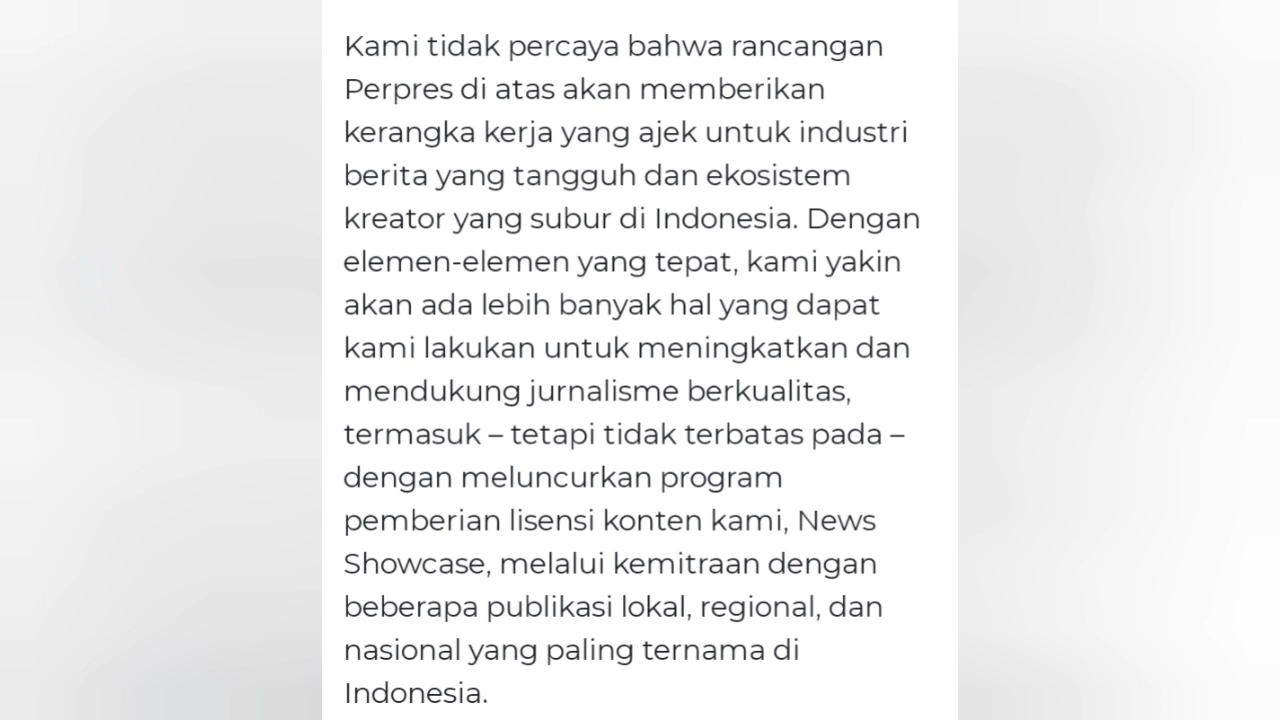 Kami tidak percaya bahwa rancangan
Perpres di atas akan memberikan
kerangka kerja yang ajek untuk industri
berita yang tangguh dan ekosistem
kreator yang subur di Indonesia. Dengan
elemen-elemen yang tepat, kami yakin
akan ada lebih banyak hal yang dapat
kami lakukan untuk meningkatkan dan
mendukung jurnalisme berkualitas,
termasuk – tetapi tidak terbatas pada –
dengan meluncurkan program
pemberian lisensi konten kami, News
Showcase, melalui kemitraan dengan
beberapa publikasi lokal, regional, dan
nasional yang paling ternama di
Indonesia.